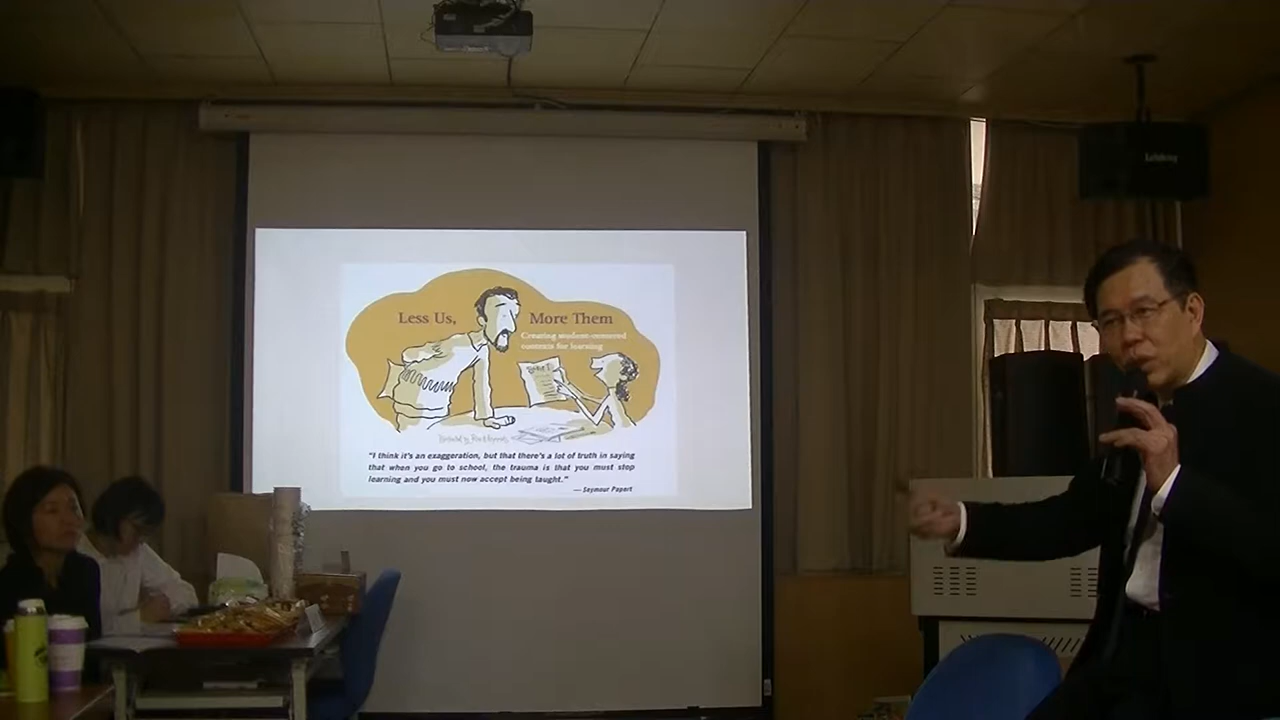 Less Us,
More Them
Creating student-centered
contexts for learning
"I think it's an exaggeration, but that there's a lot of truth in saying
that when you go to school, the trauma is that you must stop
learning and you must now accept being taught."
— Seymour Papert